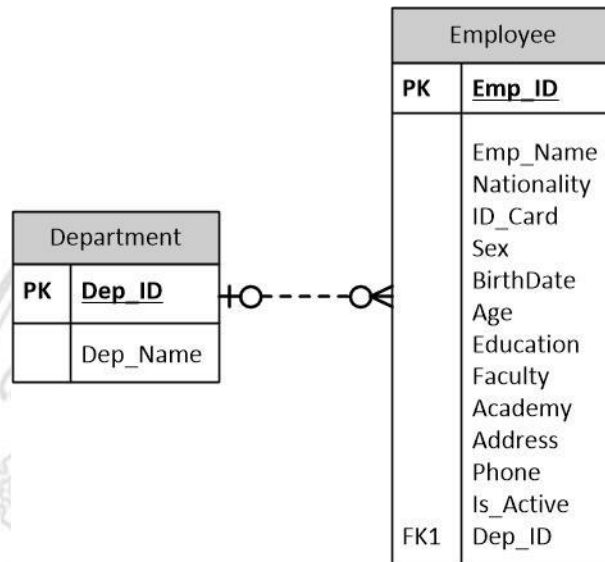 Employee
PK Emp_ID
Emp_Name
Nationality
ID_Card
Sex
BirthDate
Age
Education
Faculty
Academy
Address
Phone
Is_Active
FK1 Dep_ID
Department
PK Dep_ID
Dep_Name